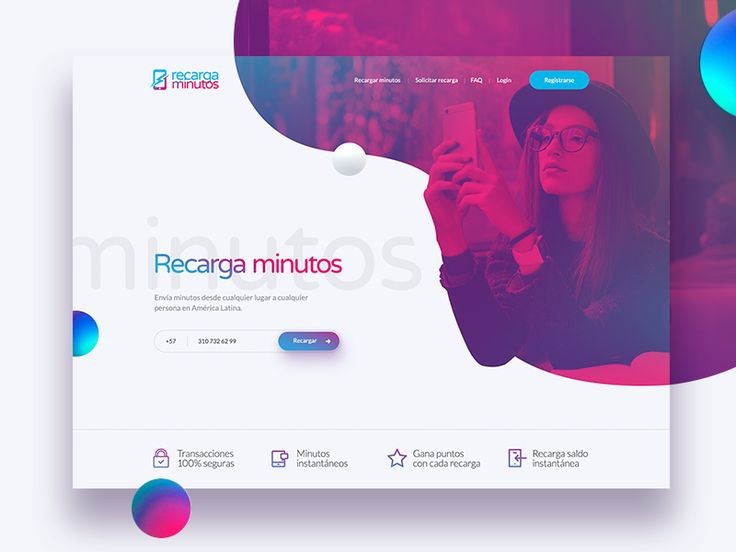 recarga
minutos
Recargar minutos | Solicitar recarga | FAQ | Login
Registrarse
minutos
Recarga minutos
Envía minutos desde cualquier lugar a cualquier
persona en América Latina.
+57 310 732 62 99
Recargar
Transacciones
100% seguras
Minutos
instantáneos
Gana puntos
con cada recarga
Recarga saldo
instantánea